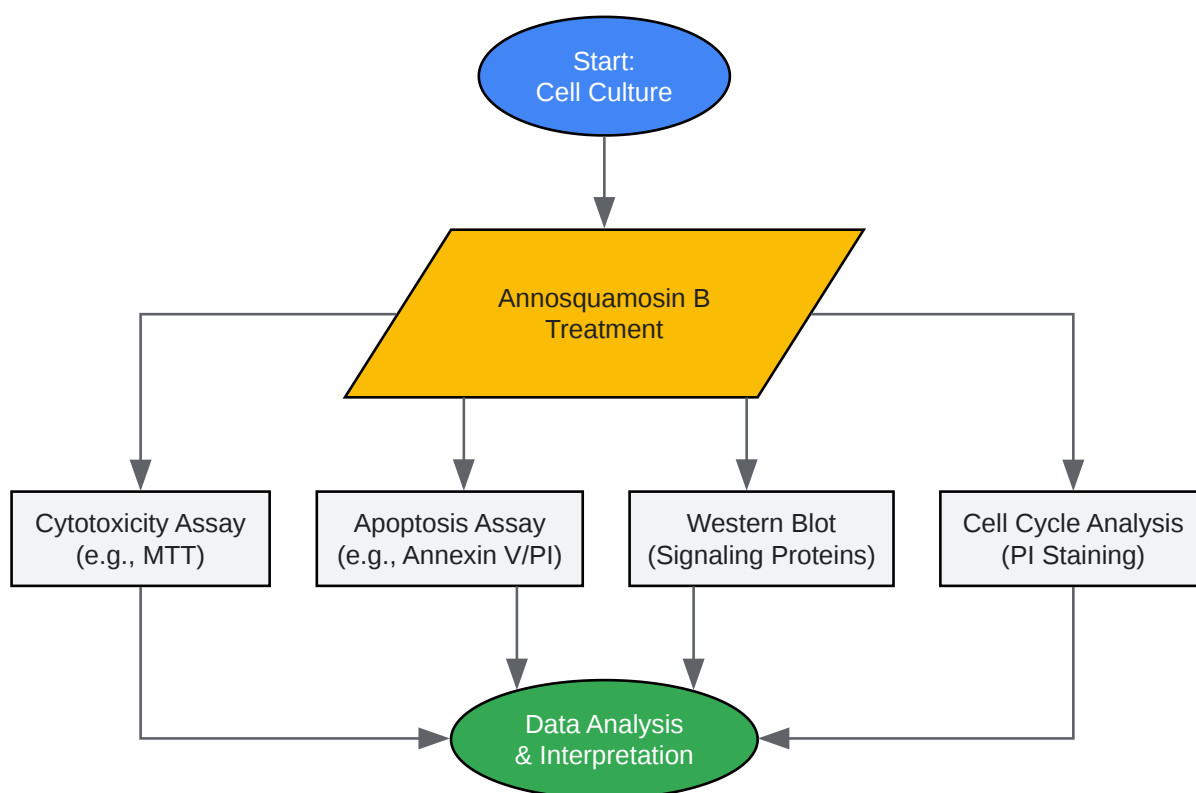 Start:
Cell Culture
Annosquamosin B
Treatment
Cytotoxicity Assay
(e.g., MTT)
Apoptosis Assay
(e.g., Annexin V/PI)
Western Blot
(Signaling Proteins)
Cell Cycle Analysis
(PI Staining)
Data Analysis
& Interpretation